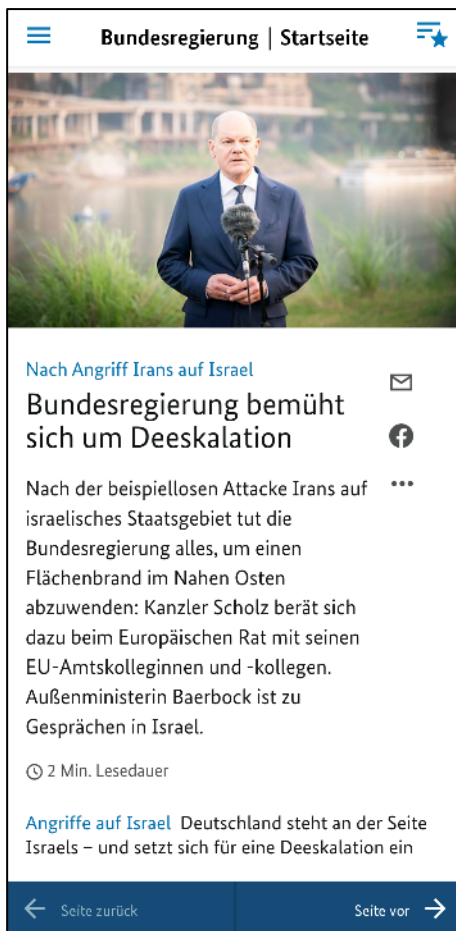 Bundesregierung | Startseite
Nach Angriff Irans auf Israel
Bundesregierung bemüht
sich um Deeskalation
Nach der beispiellosen Attacke Irans auf
israelisches Staatsgebiet tut die
Bundesregierung alles, um einen
Flächenbrand im Nahen Osten
abzuwenden: Kanzler Scholz berät sich
dazu beim Europäischen Rat mit seinen
EU-Amtskolleginnen und -kollegen.
Außenministerin Baerbock ist zu
Gesprächen in Israel.
2 Min. Lesedauer
Angriffe auf Israel Deutschland steht an der Seite
Israels – und setzt sich für eine Deeskalation ein
Seite zurück
Seite vor